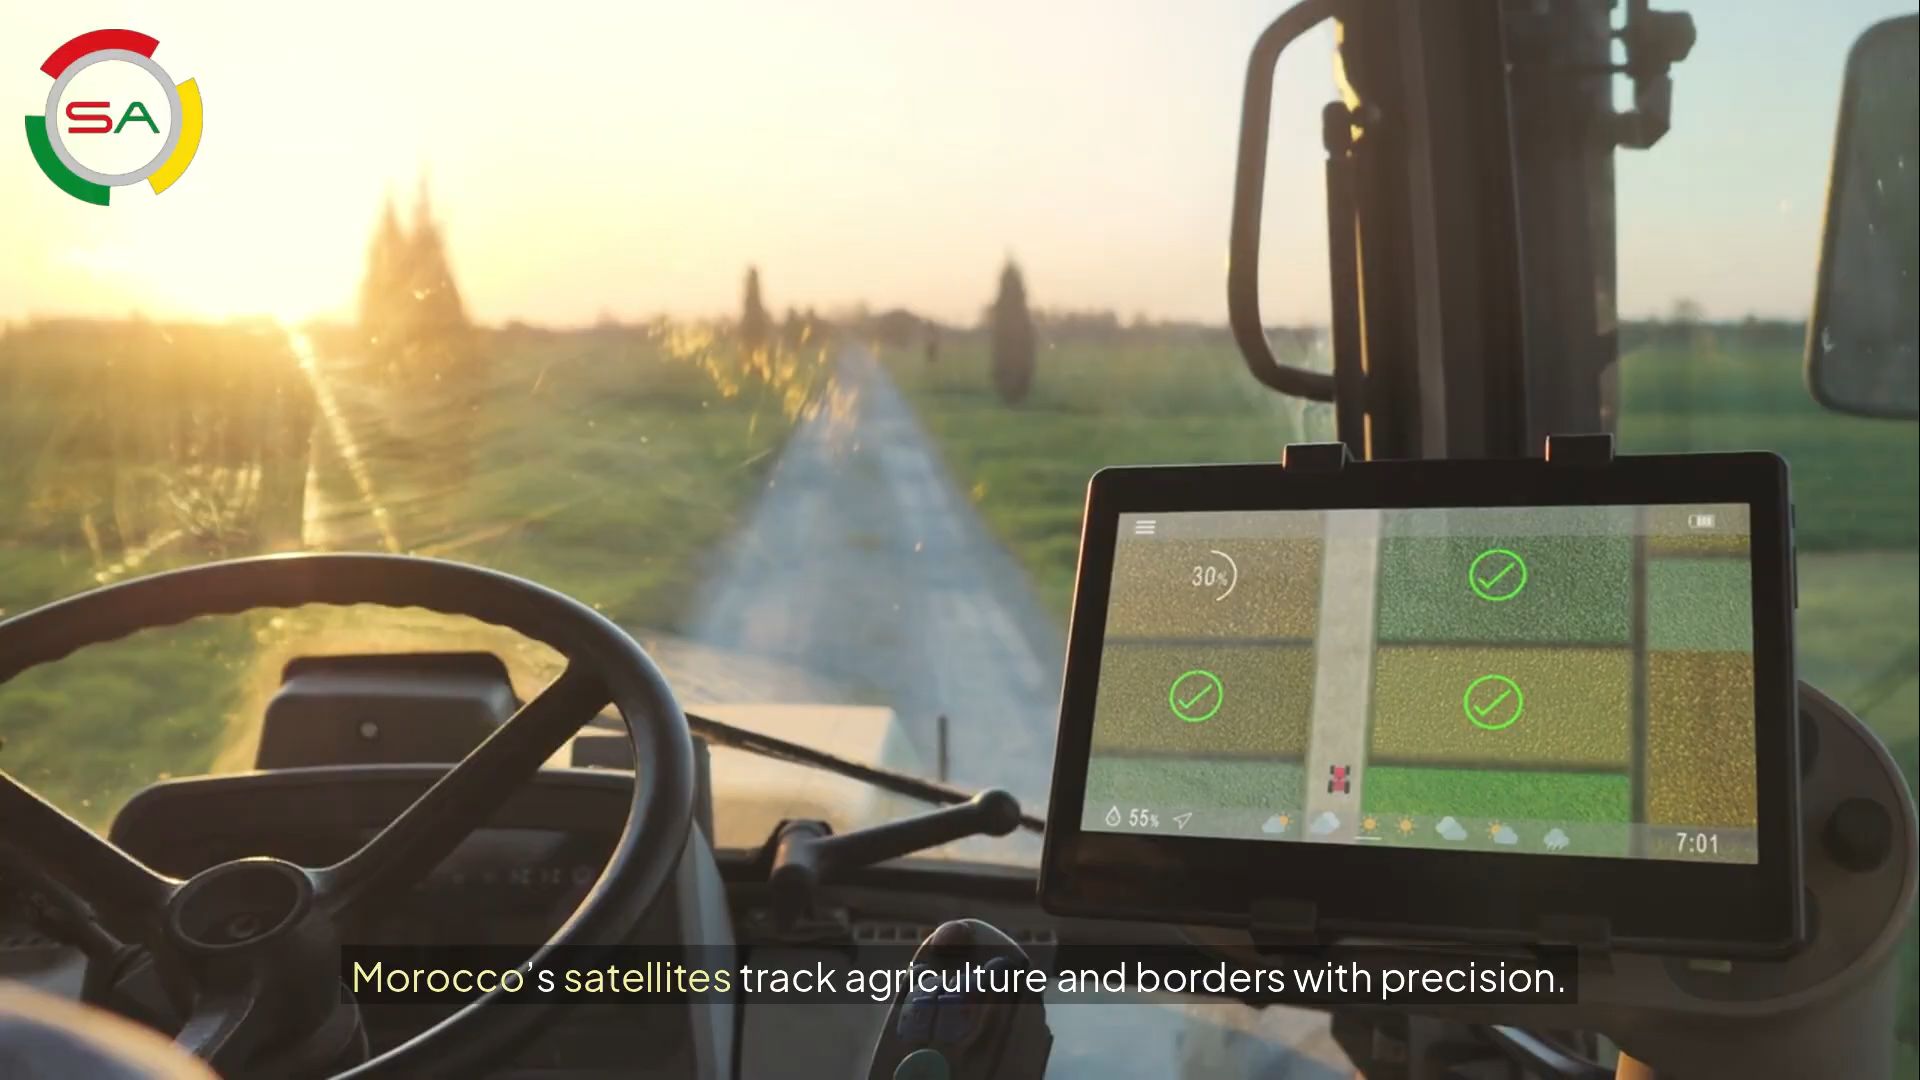 SA
30%
55%
7:01
Morocco's satellites track agriculture and borders with precision.